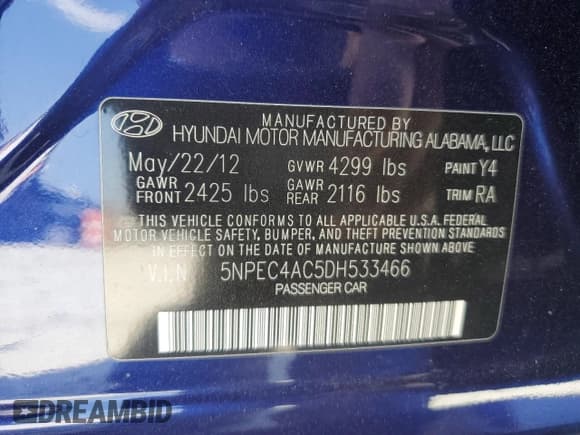 MANUFACTURED BY
HYUNDAI MOTOR MANUFACTURING ALABAMA, LLC
May/22/12 GVWR 4299 lbs PAINT Y4
GAWR FRONT 2425 lbs GAWR REAR 2116 lbs TRIM RA
THIS VEHICLE CONFORMS TO ALL APPLICABLE U.S.A. FEDERAL
MOTOR VEHICLE SAFETY, BUMPER, AND THEFT PREVENTION STANDARDS
IN EFFECT ON THE DATE OF MANUFACTURE SHOWN ABOVE.
V.I.N 5NPEC4AC5DH533466
PASSENGER CAR
DREAMBID